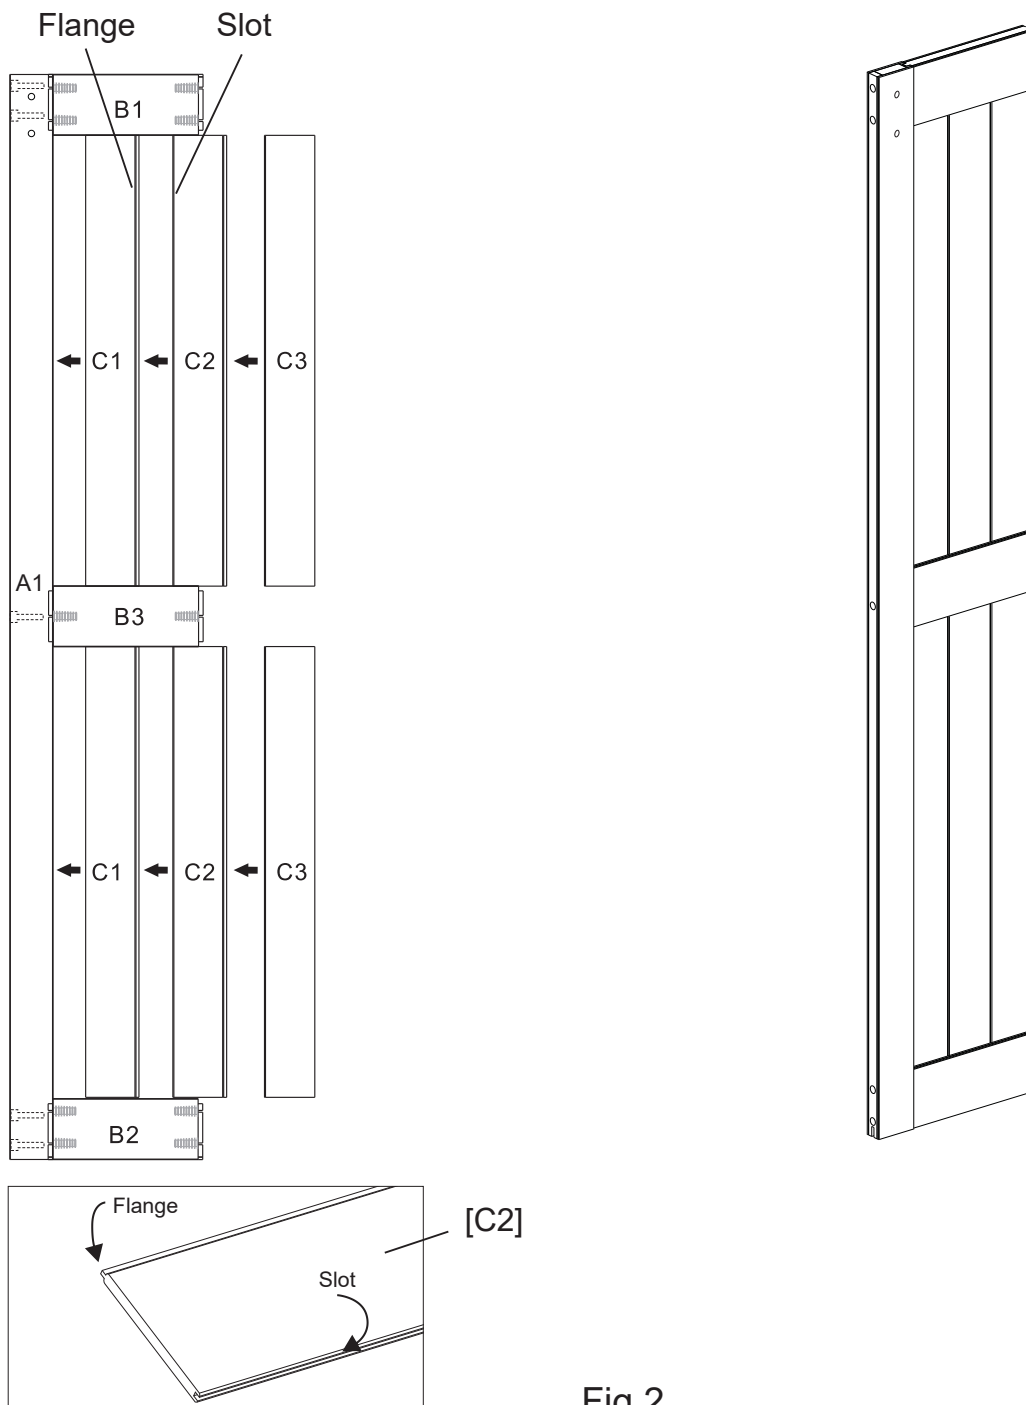 Flange Slot
B1
C1 C2 C3
A1
B3
C1 C2 C3
B2
Flange
[C2]
Slot
Fig.2